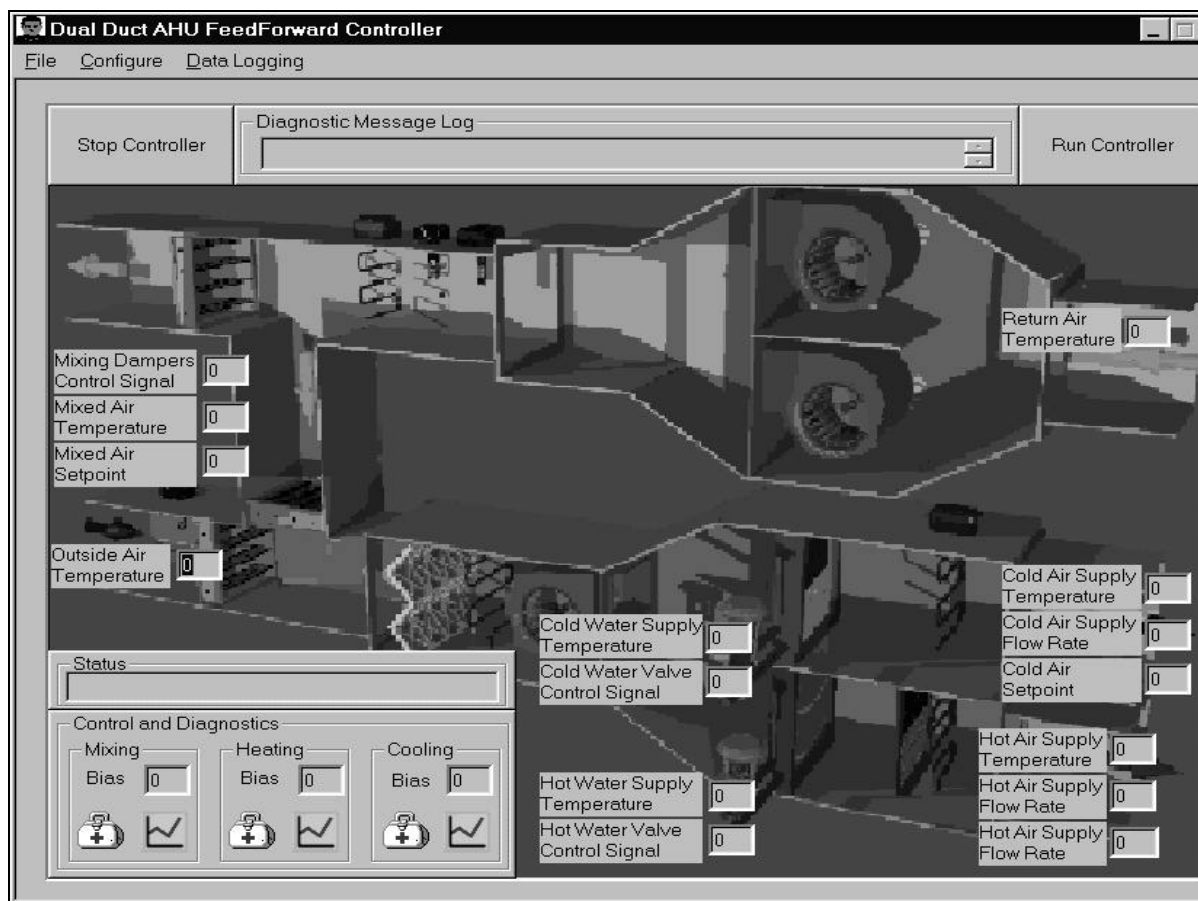 Dual Duct AHU FeedForward Controller
File Configure Data Logging
Stop Controller
Diagnostic Message Log
Run Controller
Return Air
Temperature 0
Mixing Dampers
Control Signal 0
Mixed Air
Temperature 0
Mixed Air
Setpoint 0
Outside Air
Temperature 0
Cold Air Supply
Temperature 0
Cold Air Supply
Flow Rate 0
Cold Air
Setpoint 0
Cold Water Supply
Temperature 0
Cold Water Valve
Control Signal 0
Hot Air Supply
Temperature 0
Hot Air Supply
Flow Rate 0
Hot Air Supply
Flow Rate 0
Hot Water Supply
Temperature 0
Hot Water Valve
Control Signal 0
Status
Control and Diagnostics
Mixing Heating Cooling
Bias 0 Bias 0 Bias 0